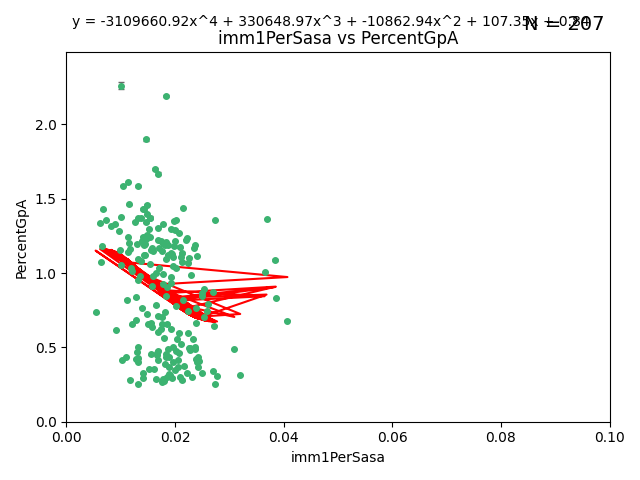 y = -3109660.92x^4 + 330648.97x^3 + -10862.94x^2 + 107.35x + 0.84
N = 207
imm1PerSasa vs PercentGpA
PercentGpA
2.0
1.5
1.0
0.5
0.0
0.00 0.02 0.04 0.06 0.08 0.10
imm1PerSasa